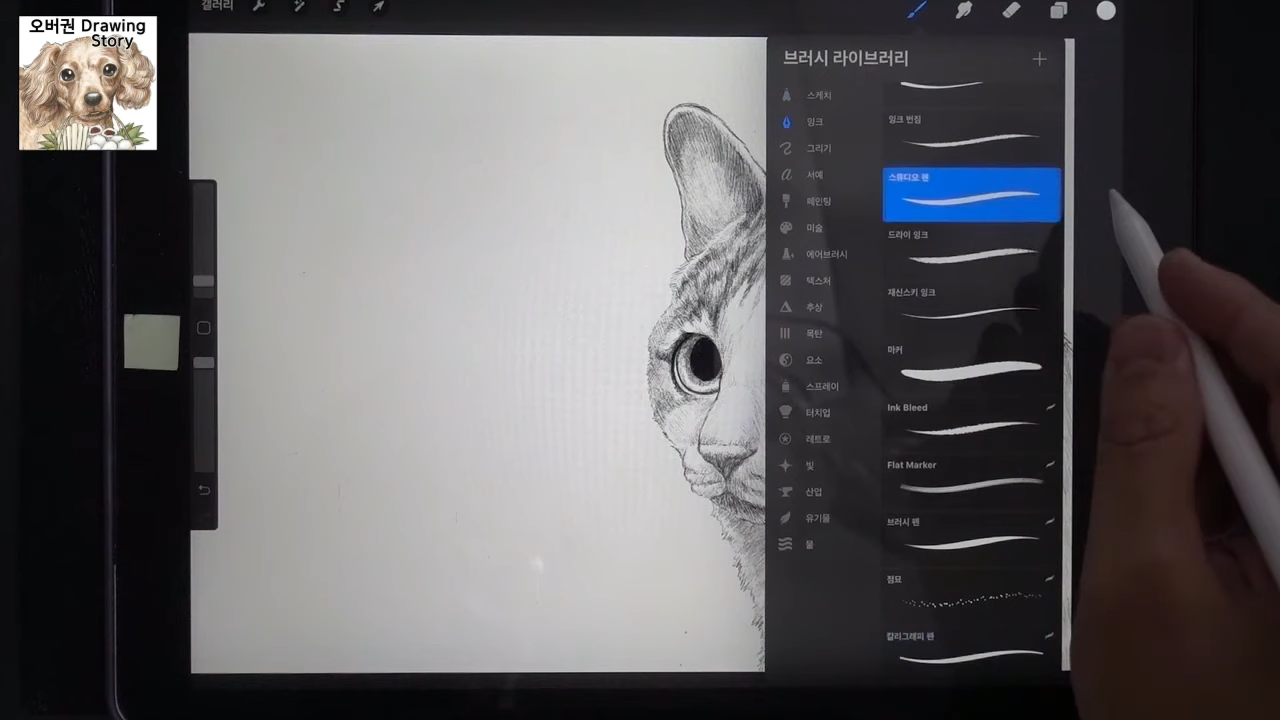 오버권 Drawing
Story
갤러리
브러시 라이브러리
스케치
잉크
그리기
서예
페인팅
미술
에어브러시
텍스처
추상
목탄
요소
스프레이
터치업
레트로
빛
산업
유기물
물
잉크 번짐
스튜디오 펜
드라이 잉크
재신스키 잉크
마커
Ink Bleed
Flat Marker
브러시 펜
점묘
칼리그래피 펜